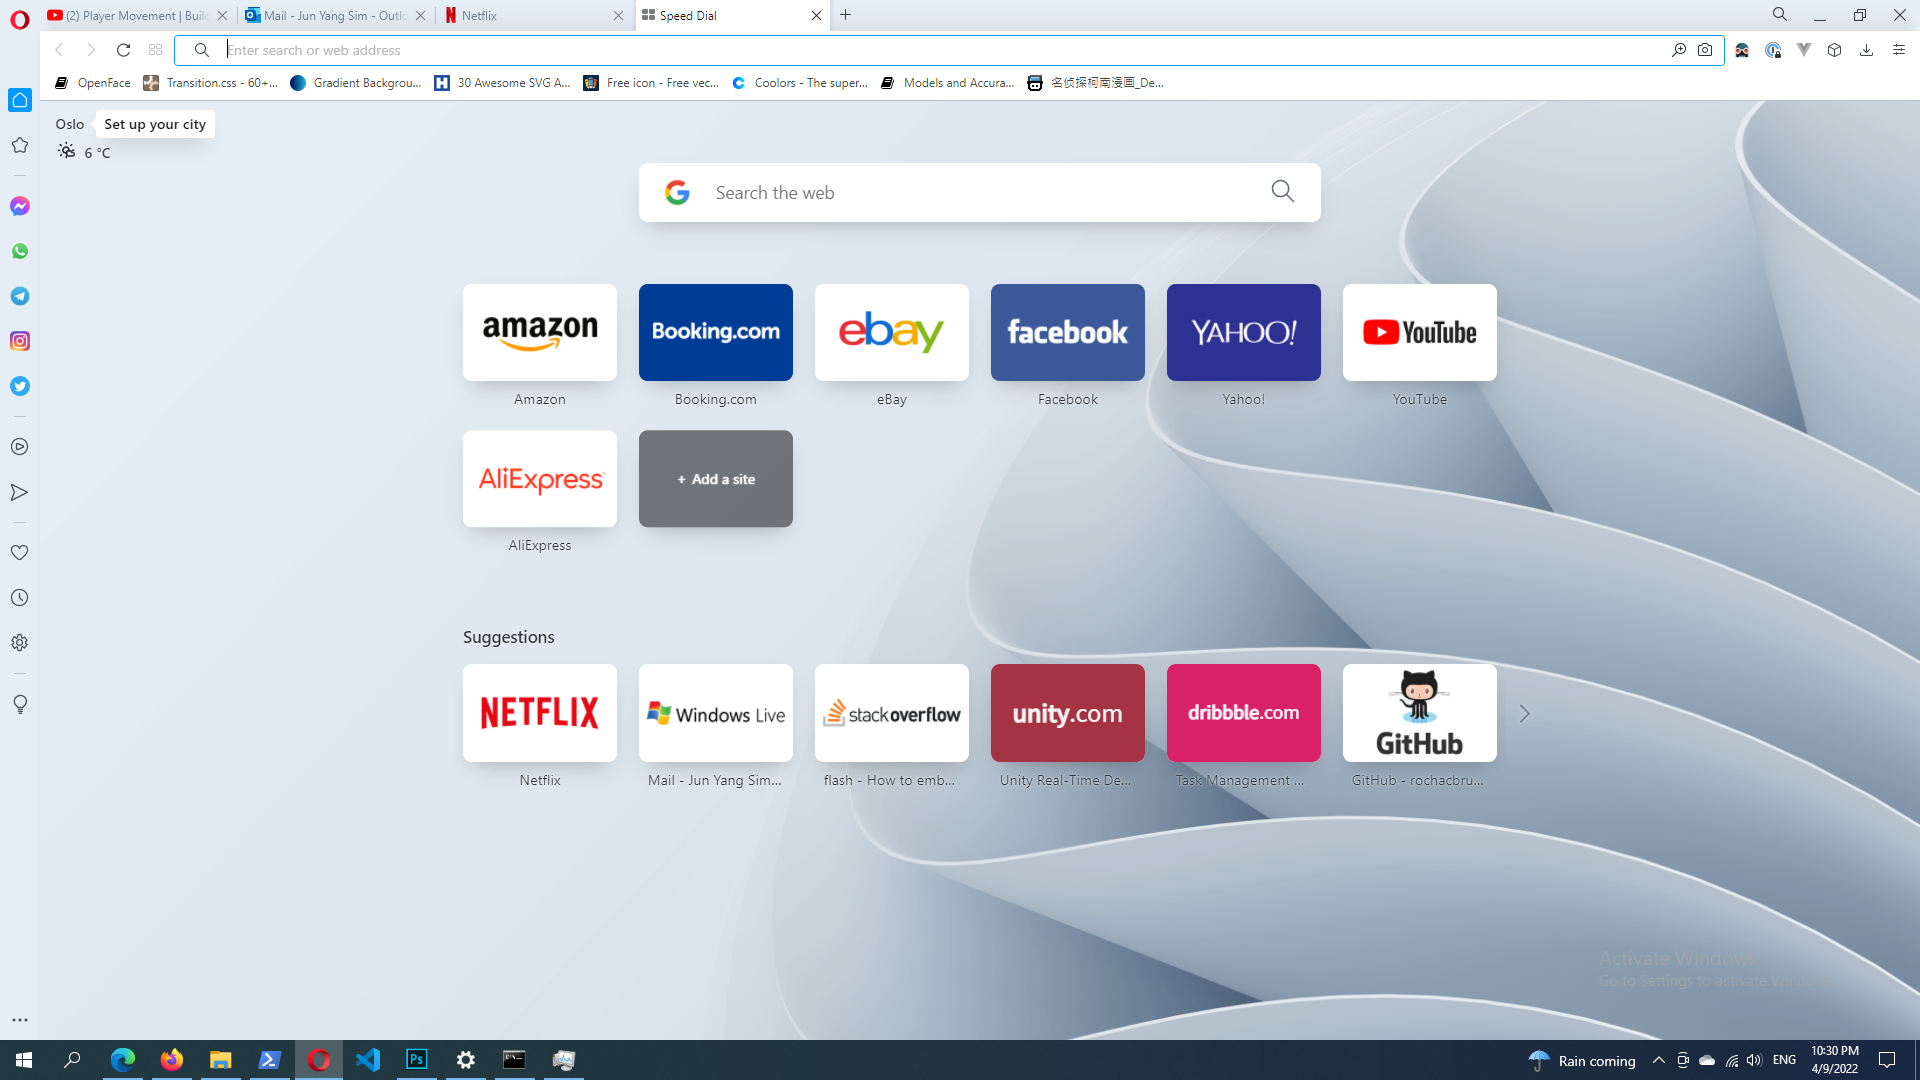 (2) Player Movement | Build
Mail - Jun Yang Sim - Outlo
Netflix
Speed Dial
Enter search or web address
OpenFace
Transition.css - 60+...
Gradient Backgrou...
30 Awesome SVG A...
Free icon - Free vec...
Coolors - The super...
Models and Accura...
名侦探柯南漫画_De...
Oslo
Set up your city
6 °C
Search the web
amazon
Booking.com
ebay
facebook
YAHOO!
YouTube
Amazon
Booking.com
eBay
Facebook
Yahoo!
YouTube
AliExpress
+ Add a site
AliExpress
Suggestions
NETFLIX
Windows Live
stackoverflow
unity.com
dribbble.com
GitHub
Netflix
Mail - Jun Yang Sim...
flash - How to emb...
Unity Real-Time De...
Task Management ...
GitHub - rochacbru...
Activate Windows
Go to Settings to activate Windows.
Ps
Rain coming
ENG
10:30 PM
4/9/2022